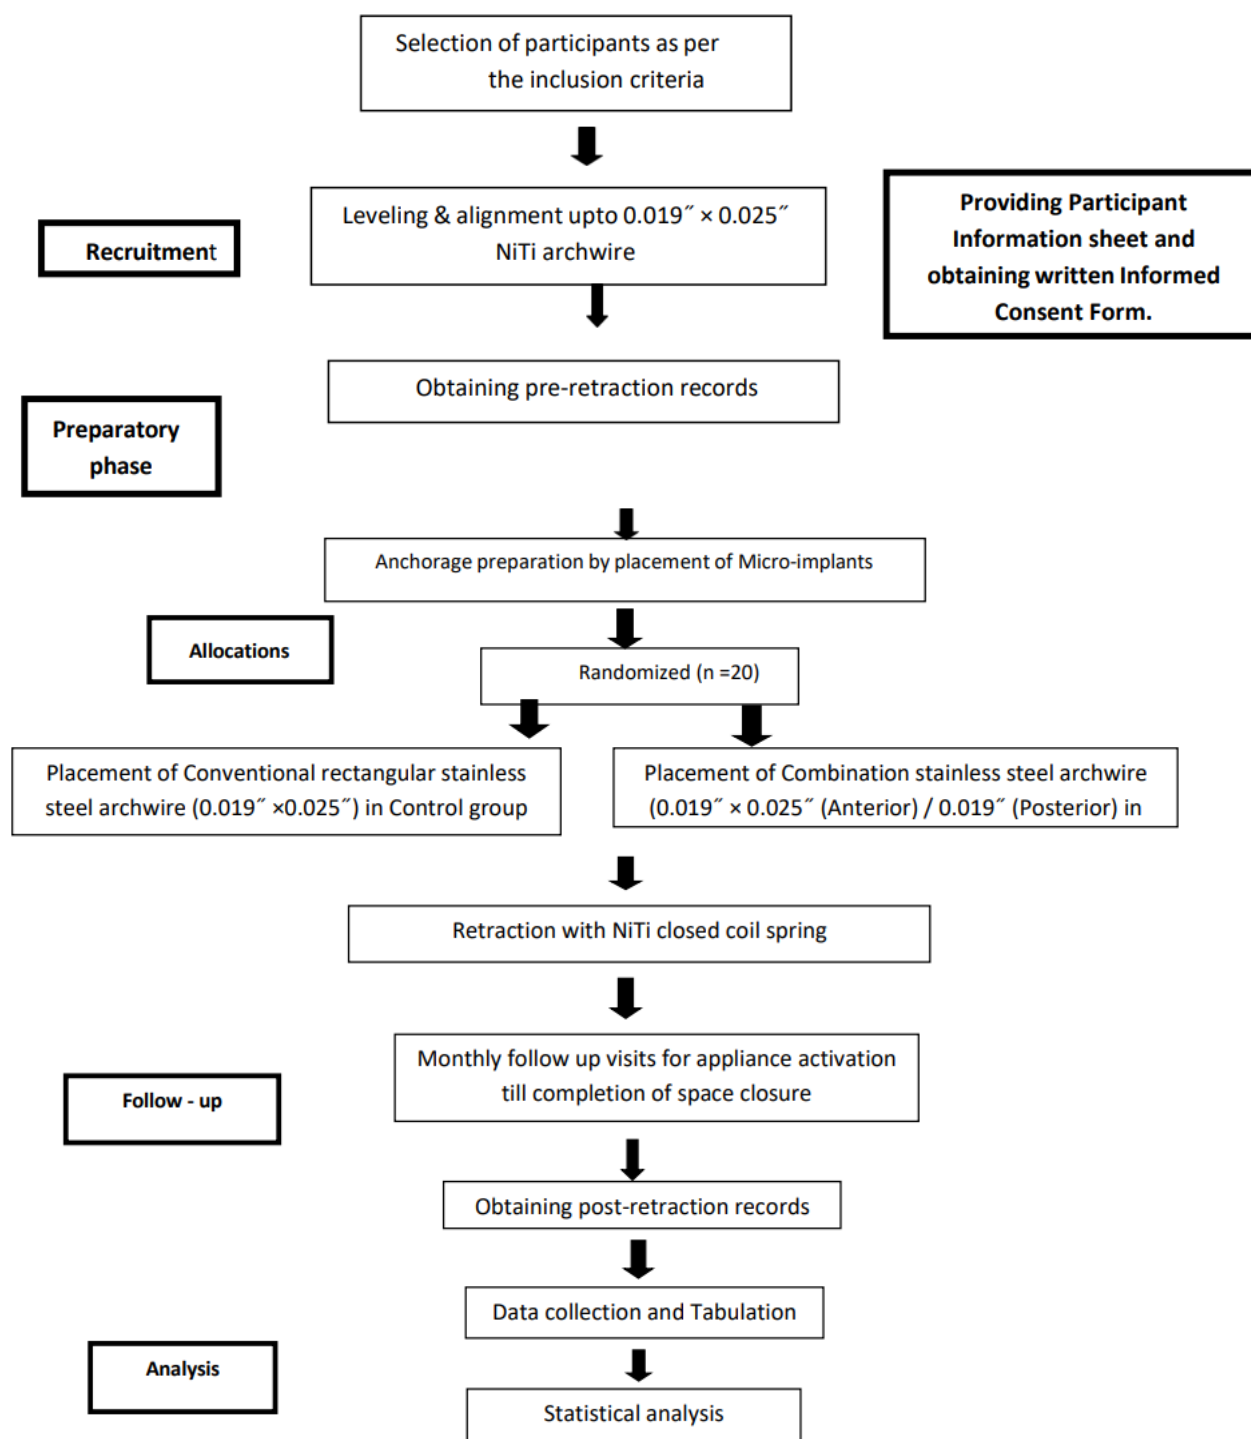 Selection of participants as per
the inclusion criteria
Leveling & alignment upto 0.019″ × 0.025″
NiTi archwire
Recruitment
Providing Participant
Information sheet and
obtaining written Informed
Consent Form.
Obtaining pre-retraction records
Preparatory
phase
Anchorage preparation by placement of Micro-implants
Allocations
Randomized (n =20)
Placement of Conventional rectangular stainless
steel archwire (0.019″ ×0.025″) in Control group
Placement of Combination stainless steel archwire
(0.019″ × 0.025″ (Anterior) / 0.019″ (Posterior) in
Retraction with NiTi closed coil spring
Monthly follow up visits for appliance activation
till completion of space closure
Follow - up
Obtaining post-retraction records
Data collection and Tabulation
Analysis
Statistical analysis